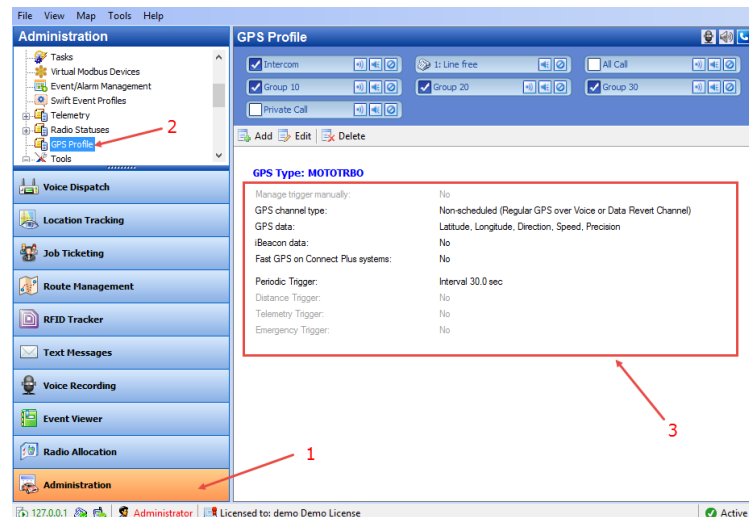 File View Map Tools Help
Administration
Tasks
Virtual Modbus Devices
Event/Alarm Management
Swift Event Profiles
Telemetry
Radio Statuses
GPS Profile
Tools
2
Voice Dispatch
Location Tracking
Job Ticketing
Route Management
RFID Tracker
Text Messages
Voice Recording
Event Viewer
Radio Allocation
Administration
1
GPS Profile
Intercom
1: Line free
All Call
Group 10
Group 20
Group 30
Private Call
Add Edit Delete
GPS Type: MOTOTRBO
Manage trigger manually: No
GPS channel type: Non-scheduled (Regular GPS over Voice or Data Revert Channel)
GPS data: Latitude, Longitude, Direction, Speed, Precision
iBeacon data: No
Fast GPS on Connect Plus systems: No
Periodic Trigger: Interval 30.0 sec
Distance Trigger: No
Telemetry Trigger: No
Emergency Trigger: No
3
127.0.0.1 Administrator Licensed to: demo Demo License Active